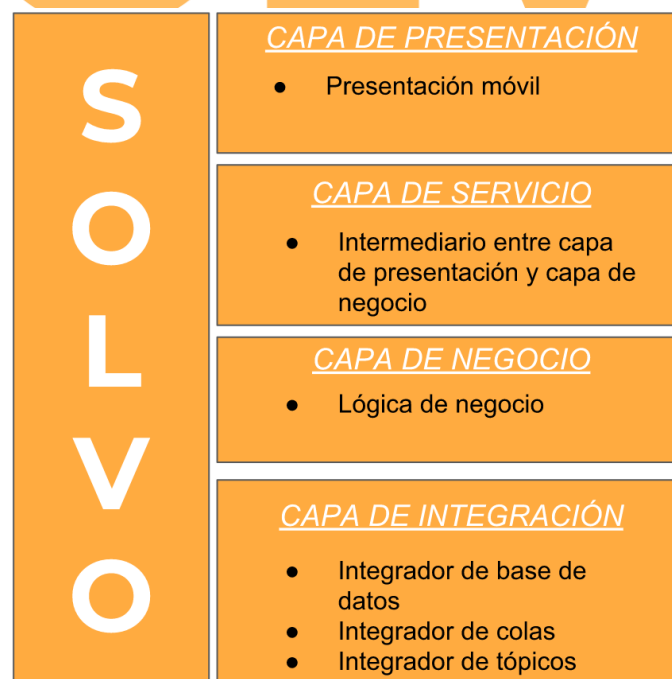 SOLVO
CAPA DE PRESENTACIÓN
● Presentación móvil
CAPA DE SERVICIO
● Intermediario entre capa
de presentación y capa de
negocio
CAPA DE NEGOCIO
● Lógica de negocio
CAPA DE INTEGRACIÓN
● Integrador de base de
datos
● Integrador de colas
● Integrador de tópicos